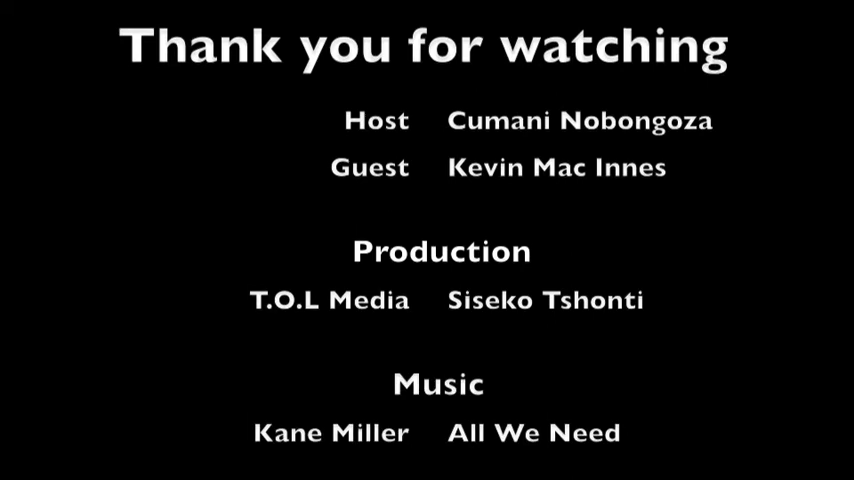 Thank you for watching
Host Cumani Nobongoza
Guest Kevin Mac Innes
Production
T.O.L Media Siseko Tshonti
Music
Kane Miller All We Need